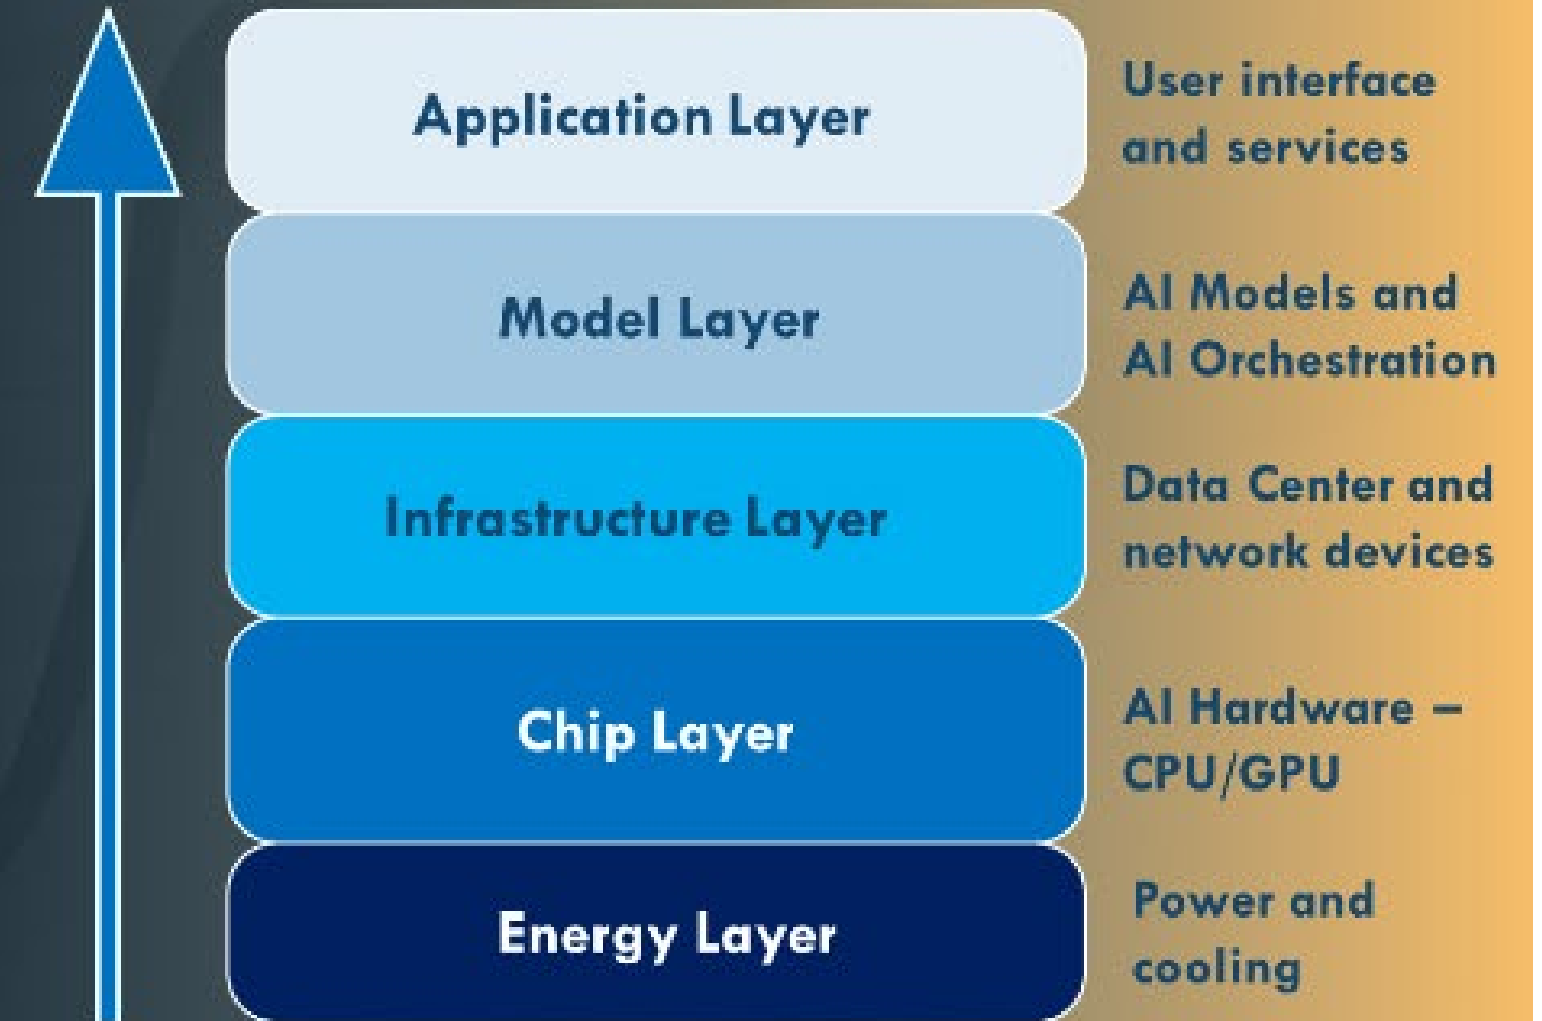 Application Layer
User interface
and services
Model Layer
AI Models and
AI Orchestration
Infrastructure Layer
Data Center and
network devices
Chip Layer
AI Hardware –
CPU/GPU
Energy Layer
Power and
cooling